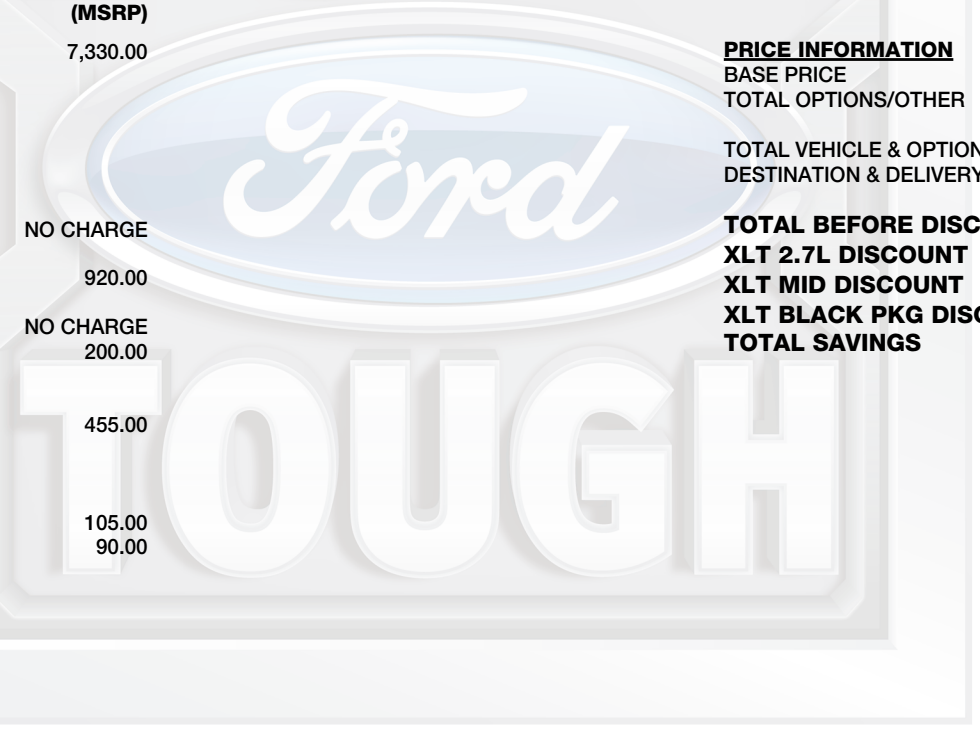 (MSRP)
7,330.00
NO CHARGE
920.00
NO CHARGE
200.00
455.00
105.00
90.00
PRICE INFORMATION
BASE PRICE
TOTAL OPTIONS/OTHER
TOTAL VEHICLE & OPTION
DESTINATION & DELIVERY
TOTAL BEFORE DISC
XLT 2.7L DISCOUNT
XLT MID DISCOUNT
XLT BLACK PKG DISC
TOTAL SAVINGS
Ford
TOUGH